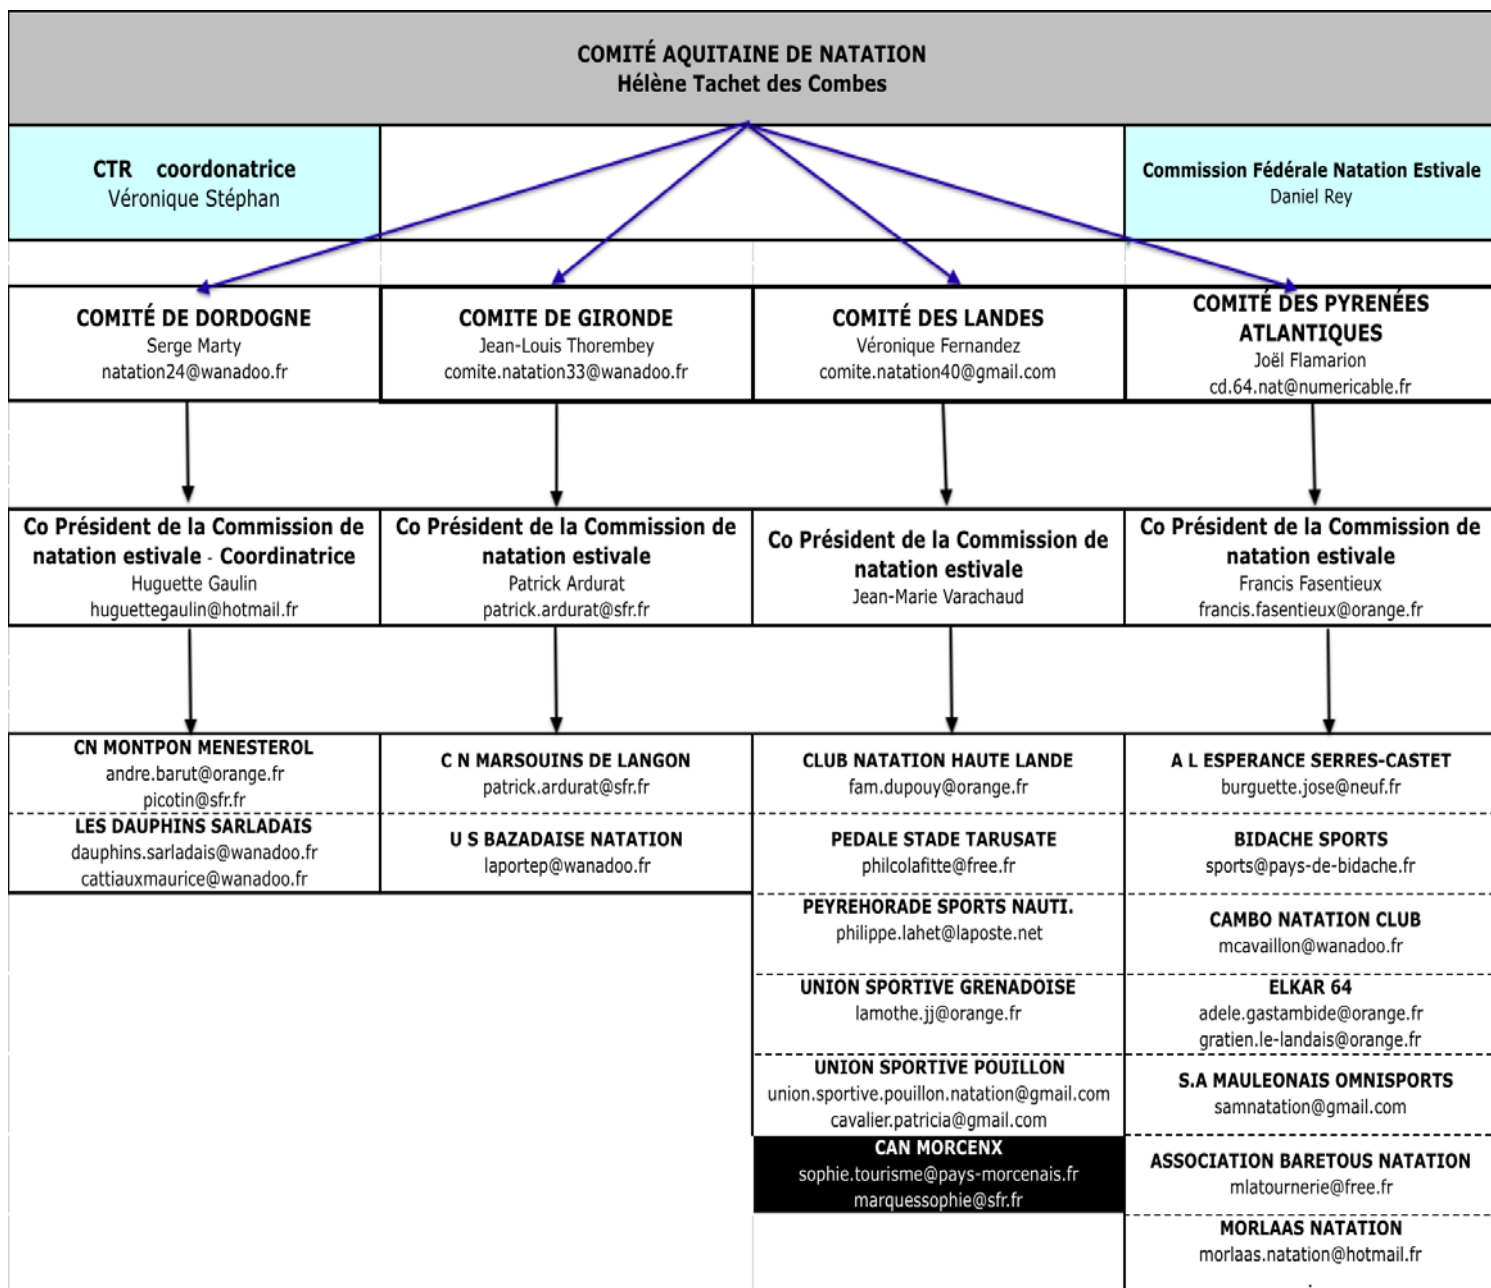 COMITÉ AQUITAINE DE NATATION
Hélène Tachet des Combes
CTR coordonatrice
Véronique Stéphan
Commission Fédérale Natation Estivale
Daniel Rey
COMITÉ DE DORDOGNE
Serge Marty
natation24@wanadoo.fr
COMITE DE GIRONDE
Jean-Louis Thorembey
comite.natation33@wanadoo.fr
COMITÉ DES LANDES
Véronique Fernandez
comite.natation40@gmail.com
COMITÉ DES PYRENÉES
ATLANTIQUES
Joël Flamarion
cd.64.nat@numericable.fr
Co Président de la Commission de
natation estivale - Coordinatrice
Huguette Gaulin
huguettegaulin@hotmail.fr
Co Président de la Commission de
natation estivale
Patrick Ardurat
patrick.ardurat@sfr.fr
Co Président de la Commission de
natation estivale
Jean-Marie Varachaud
Co Président de la Commission de
natation estivale
Francis Fasentieux
francis.fasentieux@orange.fr
CN MONTPON MENESTEROL
andre.barut@orange.fr
picotin@sfr.fr
LES DAUPHINS SARLADAIS
dauphins.sarladais@wanadoo.fr
cattiauxmaurice@wanadoo.fr
C N MARSOUINS DE LANGON
patrick.ardurat@sfr.fr
U S BAZADAISE NATATION
laportep@wanadoo.fr
CLUB NATATION HAUTE LANDE
fam.dupouy@orange.fr
PEDALE STADE TARUSATE
philcolafitte@free.fr
PEYREHORADE SPORTS NAUTI.
philippe.lahet@laposte.net
UNION SPORTIVE GRENADOISE
lamothe.jj@orange.fr
UNION SPORTIVE POUILLON
union.sportive.pouillon.natation@gmail.com
cavalier.patricia@gmail.com
CAN MORCENX
sophie.tourisme@pays-morcenais.fr
marquessophie@sfr.fr
A L ESPERANCE SERRES-CASTET
burguette.jose@neuf.fr
BIDACHE SPORTS
sports@pays-de-bidache.fr
CAMBO NATATION CLUB
mcavaillon@wanadoo.fr
ELKAR 64
adele.gastambide@orange.fr
gratien.le-landais@orange.fr
S.A MAULEONAIS OMNISPORTS
samnatation@gmail.com
ASSOCIATION BARETOUS NATATION
mlatournerie@free.fr
MORLAAS NATATION
morlaas.natation@hotmail.fr